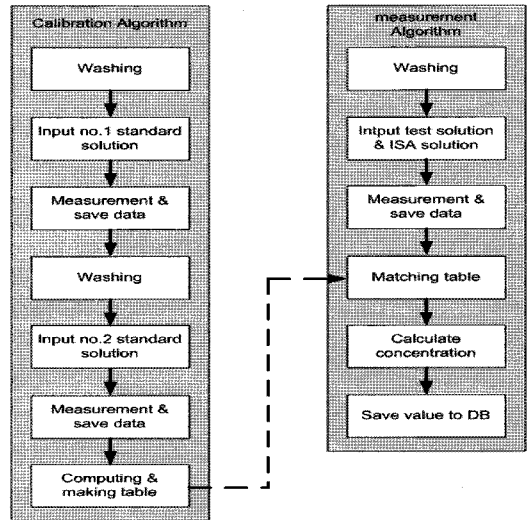 Calibration Algorithm
Washing
Input no.1 standard
solution
Measurement &
save data
Washing
Input no.2 standard
solution
Measurement &
save data
Computing &
making table
measurement
Algorithm
Washing
Intput test solution
& ISA solution
Measurement &
save data
Matching table
Calculate
concentration
Save value to DB